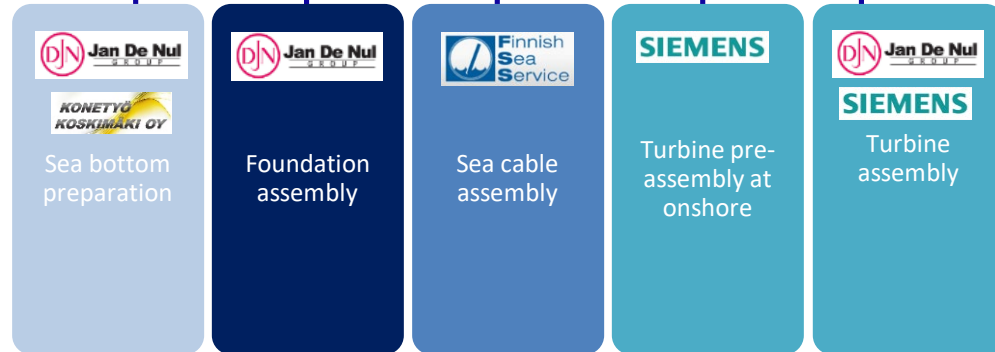 Jan De Nul
GROUP
KONETYÖ
KOSKIMÄKI OY
Sea bottom
preparation
Jan De Nul
GROUP
Foundation
assembly
Finnish
Sea
Service
Sea cable
assembly
SIEMENS
Turbine pre-
assembly at
onshore
Jan De Nul
GROUP
SIEMENS
Turbine
assembly